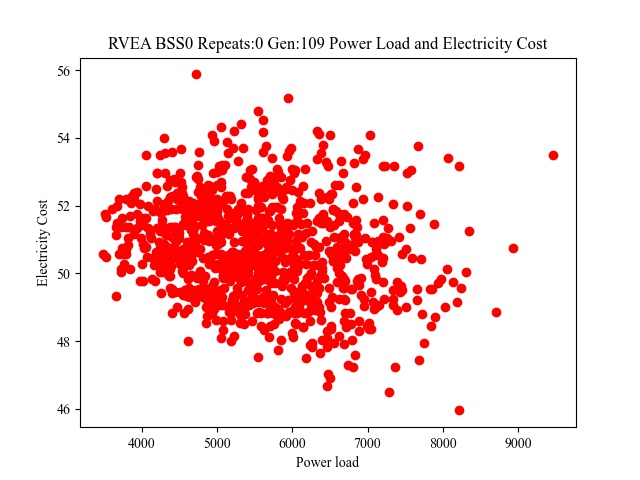 RVEA BSS0 Repeats:0 Gen:109 Power Load and Electricity Cost
56
54
52
50
48
46
Electricity Cost
4000 5000 6000 7000 8000 9000
Power load